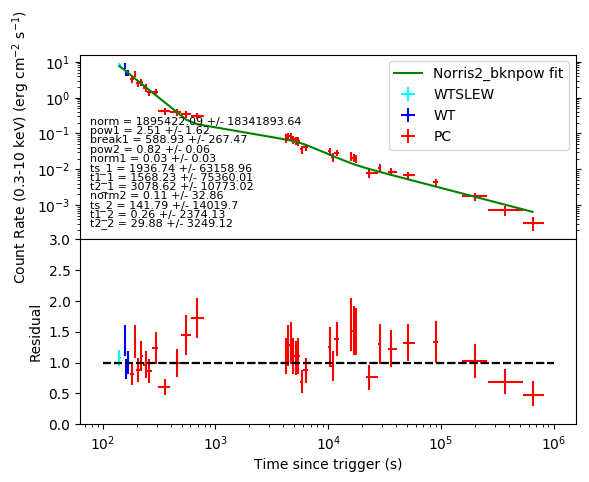 Count Rate (0.3-10 keV) (erg cm⁻² s⁻¹)
10¹
10⁰
10⁻¹
10⁻²
10⁻³
Norris2_bknpow fit
WTSLEW
WT
PC
norm = 1895422.09 +/- 18341893.64
pow1 = 2.51 +/- 1.62
break1 = 588.93 +/- 267.47
pow2 = 0.82 +/- 0.06
norm1 = 0.03 +/- 0.03
ts_1 = 1936.74 +/- 63158.96
t1_1 = 1568.23 +/- 75360.01
t2_1 = 3078.62 +/- 10773.02
norm2 = 0.11 +/- 32.86
ts_2 = 141.79 +/- 14019.7
t1_2 = 0.26 +/- 2374.13
t2_2 = 29.88 +/- 3249.12
Residual
3.0
2.5
2.0
1.5
1.0
0.5
0.0
10² 10³ 10⁴ 10⁵ 10⁶
Time since trigger (s)